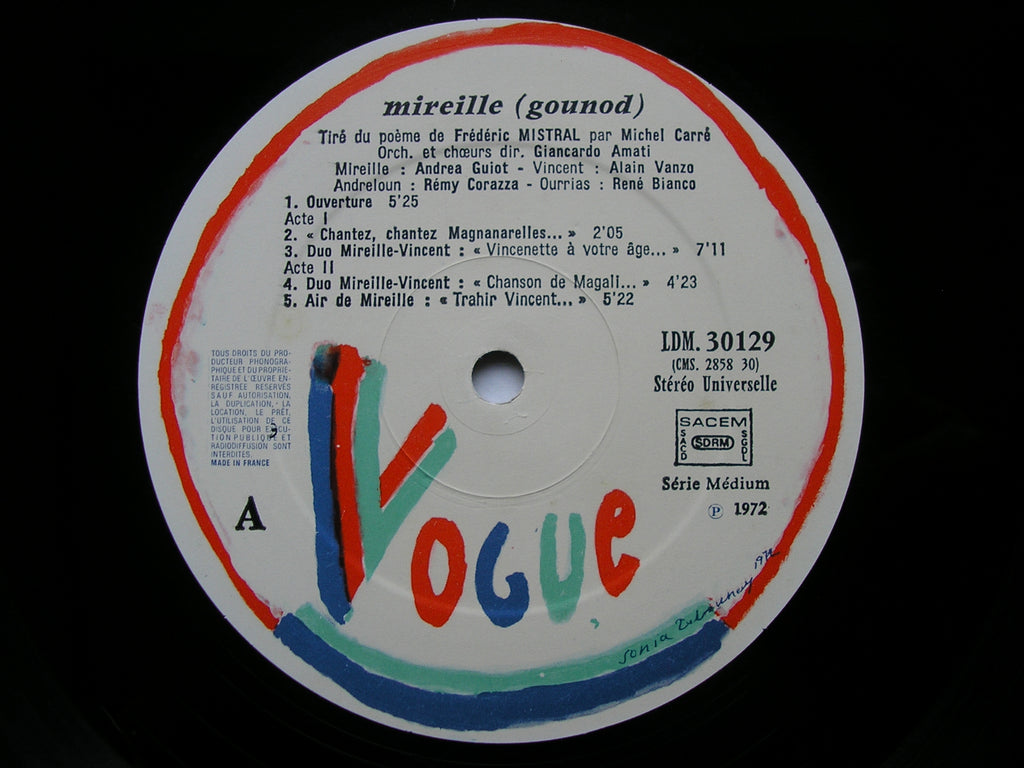 mireille (gounod)
Tiré du poème de Frédéric MISTRAL par Michel Carré
Orch. et chœurs dir. Giancardo Amati
Mireille : Andrea Guiot - Vincent : Alain Vanzo
Andreloun : Rémy Corazza - Ourrias : René Bianco
1. Ouverture 5'25
Acte I
2. « Chantez, chantez Magnanarelles... » 2'05
3. Duo Mireille-Vincent : « Vincenette à votre âge... » 7'11
Acte II
4. Duo Mireille-Vincent : « Chanson de Magali... » 4'23
5. Air de Mireille : « Trahir Vincent... » 5'22
LDM. 30129
(CMS. 2858 30)
Stéréo Universelle
TOUS DROITS DU PRO-
DUCTEUR PHONOGRA-
PHIQUE ET DU PROPRIE-
TAIRE DE L'ŒUVRE EN-
REGISTRÉE RESERVES
SAUF AUTORISATION,
LA DUPLICATION, LA
LOCATION, LE PRÊT,
L'UTILISATION DE CE
DISQUE POUR EXECU-
TION PUBLIQUE ET
RADIODIFFUSION SONT
INTERDITES.
MADE IN FRANCE
SACEM
SACD
SDRM
SGDL
Série Médium
℗ 1972
A
VOGUE
sonia Delaunay 1972